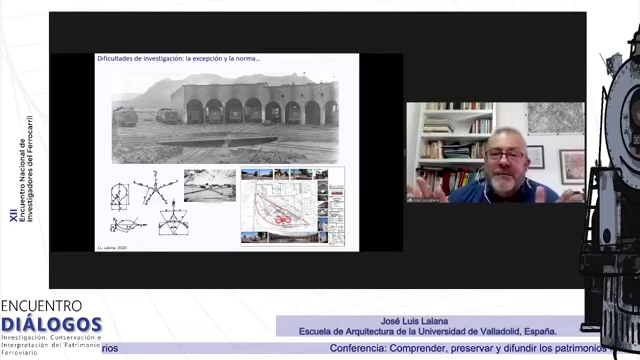 Dificultades de investigación: la excepción y la norma…
J.L. Lalana, 2020
XII
Encuentro Nacional de
Investigadores del Ferrocarril
ENCUENTRO
DIÁLOGOS
Investigación, Conservación e
Interpretación del Patrimonio
Ferroviario.
José Luis Lalana
Escuela de Arquitectura de la Universidad de Valladolid, España.
rios
Conferencia: Comprender, preservar y difundir los patrimonios